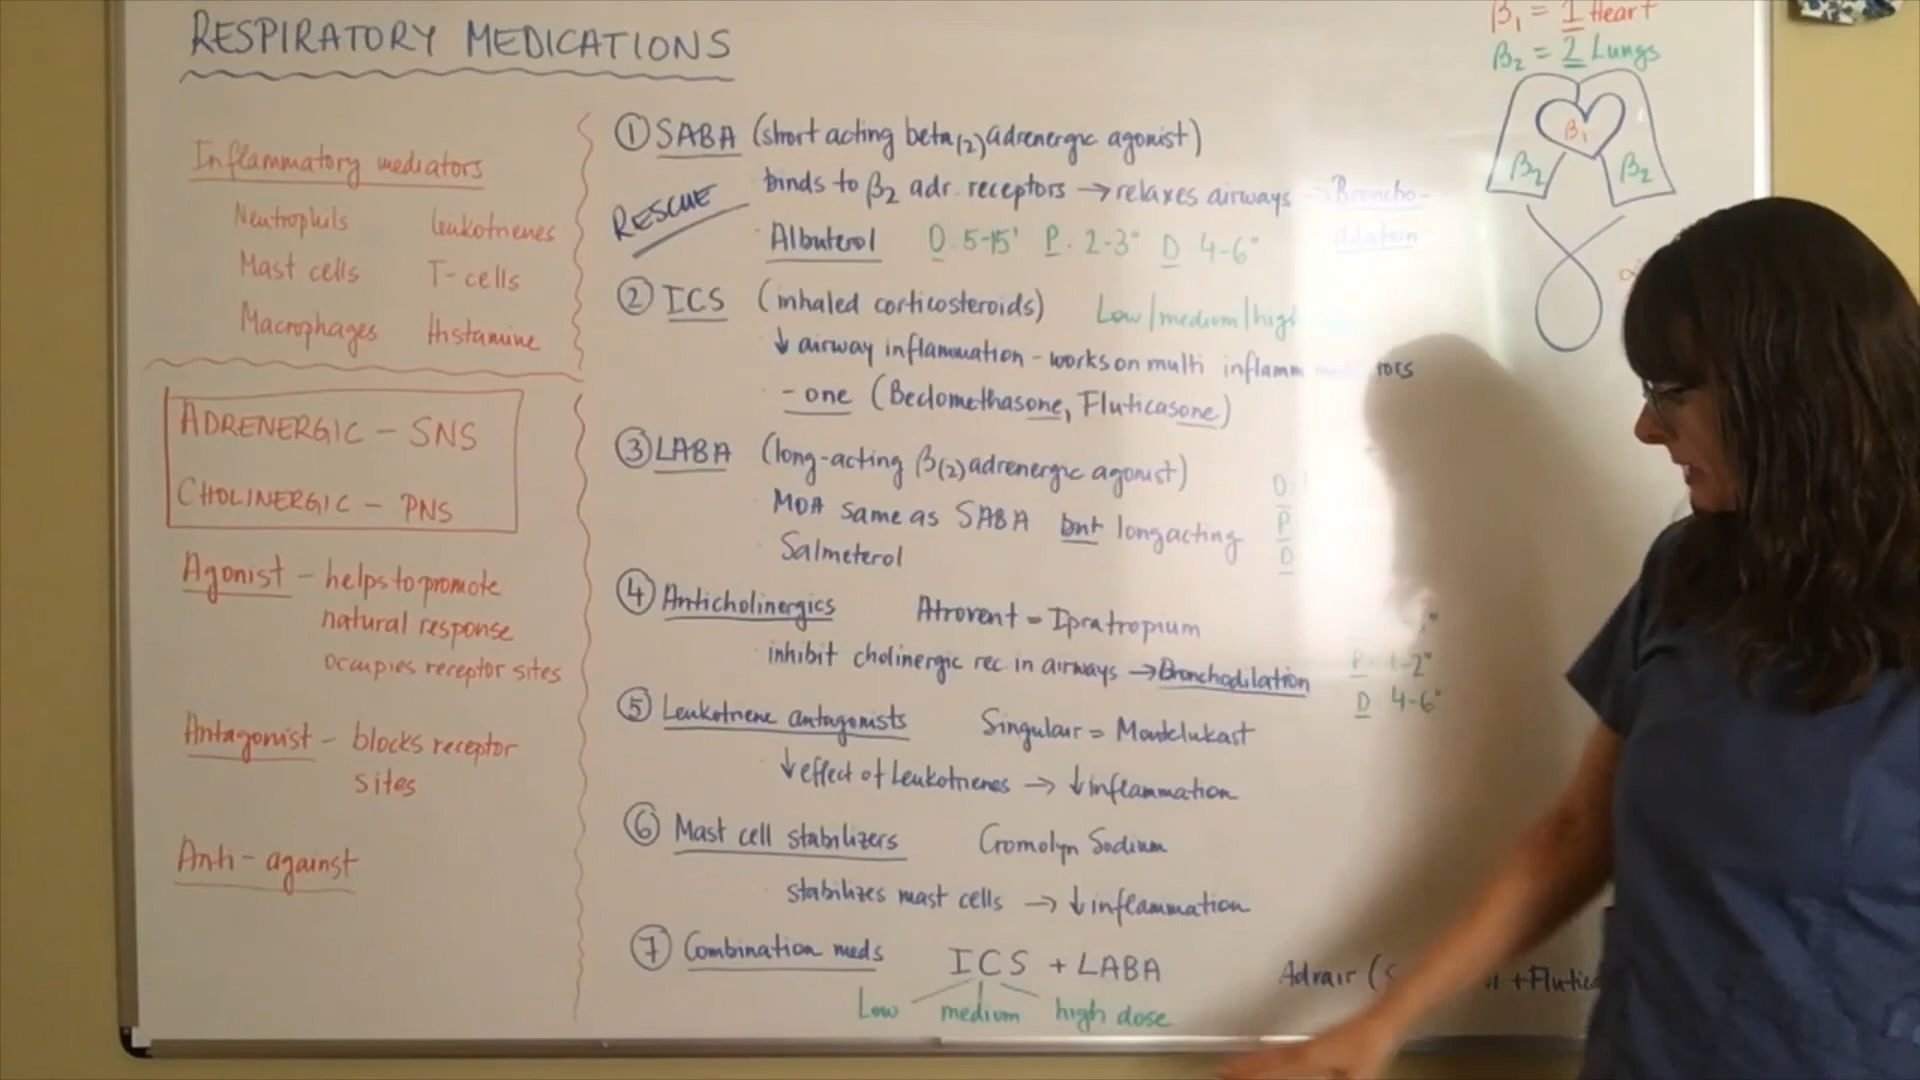 RESPIRATORY MEDICATIONS
Inflammatory mediators
Neutrophils Leukotrienes
Mast cells T-cells
Macrophages Histamine
ADRENERGIC - SNS
CHOLINERGIC - PNS
Agonist - helps to promote
natural response
occupies receptor sites
Antagonist - blocks receptor
sites
Anti - against
① SABA (short acting beta(2) adrenergic agonist)
RESCUE
binds to β2 adr. receptors → relaxes airways → Broncho-
dilation
Albuterol O 5-15' P. 2-3° D 4-6°
② ICS (inhaled corticosteroids) Low/medium/high
↓ airway inflammation - works on multi inflamm
- one (Beclomethasone, Fluticasone)
③ LABA (long-acting β(2) adrenergic agonist)
MOA same as SABA but long acting
Salmeterol
O
P
D
④ Anticholinergics Atrovent = Ipratropium
inhibit cholinergic rec in airways → Bronchodilation
P. 1-2°
D 4-6°
⑤ Leukotriene antagonists Singulair = Montelukast
↓ effect of Leukotrienes → ↓ inflammation
⑥ Mast cell stabilizers Cromolyn Sodium
stabilizes mast cells → ↓ inflammation
⑦ Combination meds ICS + LABA
Low medium high dose
Advair ( + Flutica
β1 = 1 Heart
β2 = 2 Lungs
β1
β2 β2